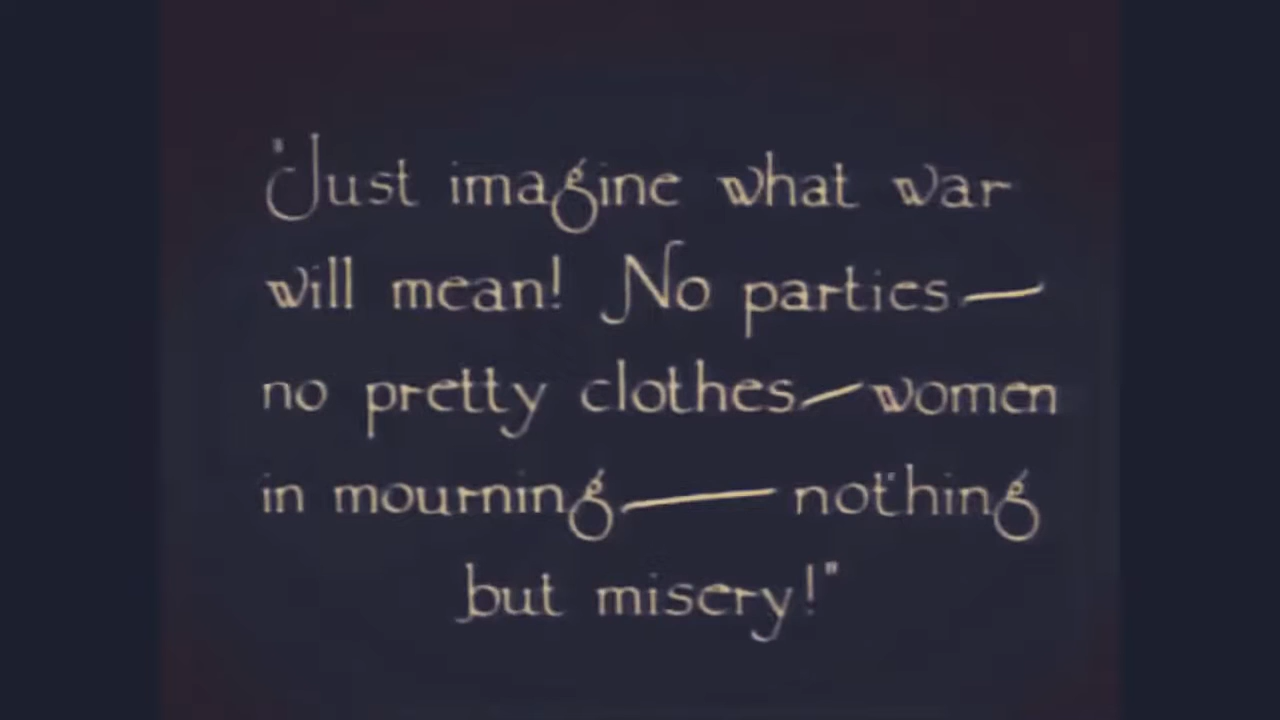 "Just imagine what war
will mean! No parties—
no pretty clothes—women
in mourning—nothing
but misery!"